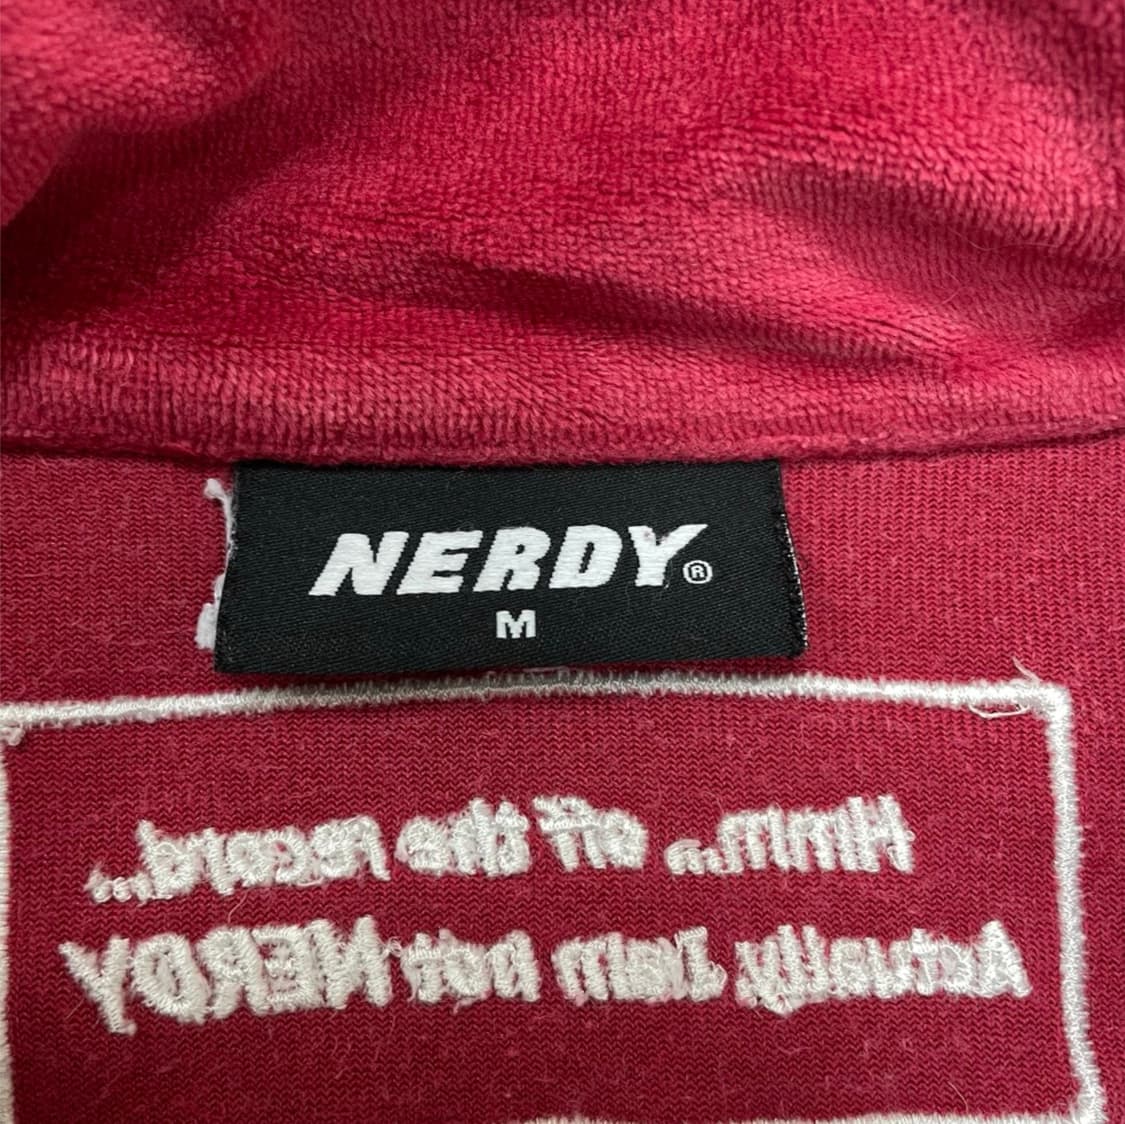 NERDY®
M
Hmm... off the record...
Actually, I am not NERDY